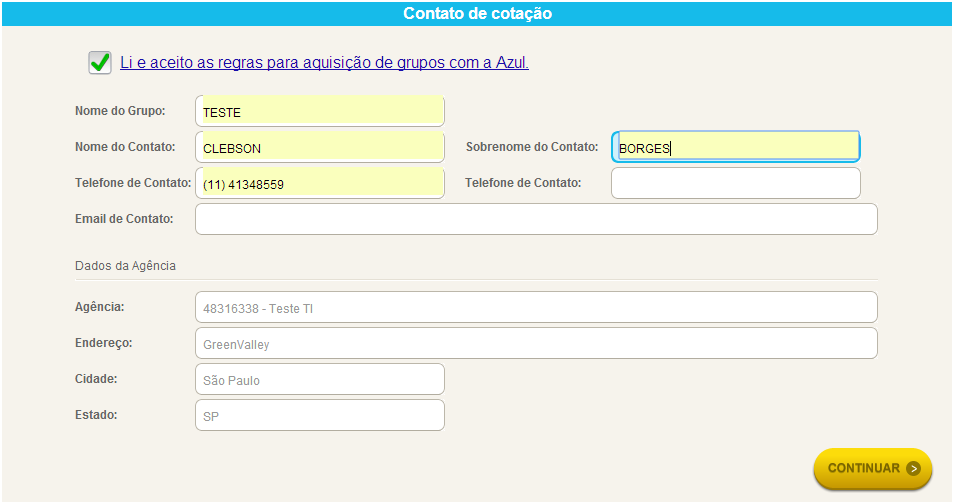 Contato de cotação
Li e aceito as regras para aquisição de grupos com a Azul.
Nome do Grupo: TESTE
Nome do Contato: CLEBSON Sobrenome do Contato: BORGES
Telefone de Contato: (11) 41348559 Telefone de Contato:
Email de Contato:
Dados da Agência
Agência: 48316338 - Teste TI
Endereço: GreenValley
Cidade: São Paulo
Estado: SP
CONTINUAR